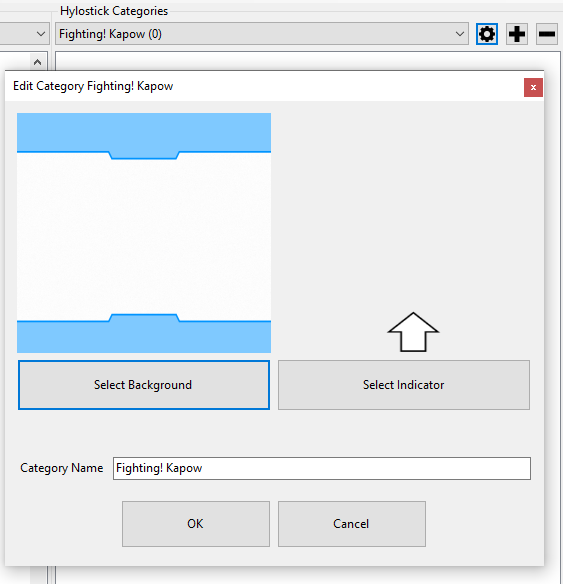 Hylostick Categories
Fighting! Kapow (0)
Edit Category Fighting! Kapow
x
Select Background
Select Indicator
Category Name
Fighting! Kapow
OK
Cancel